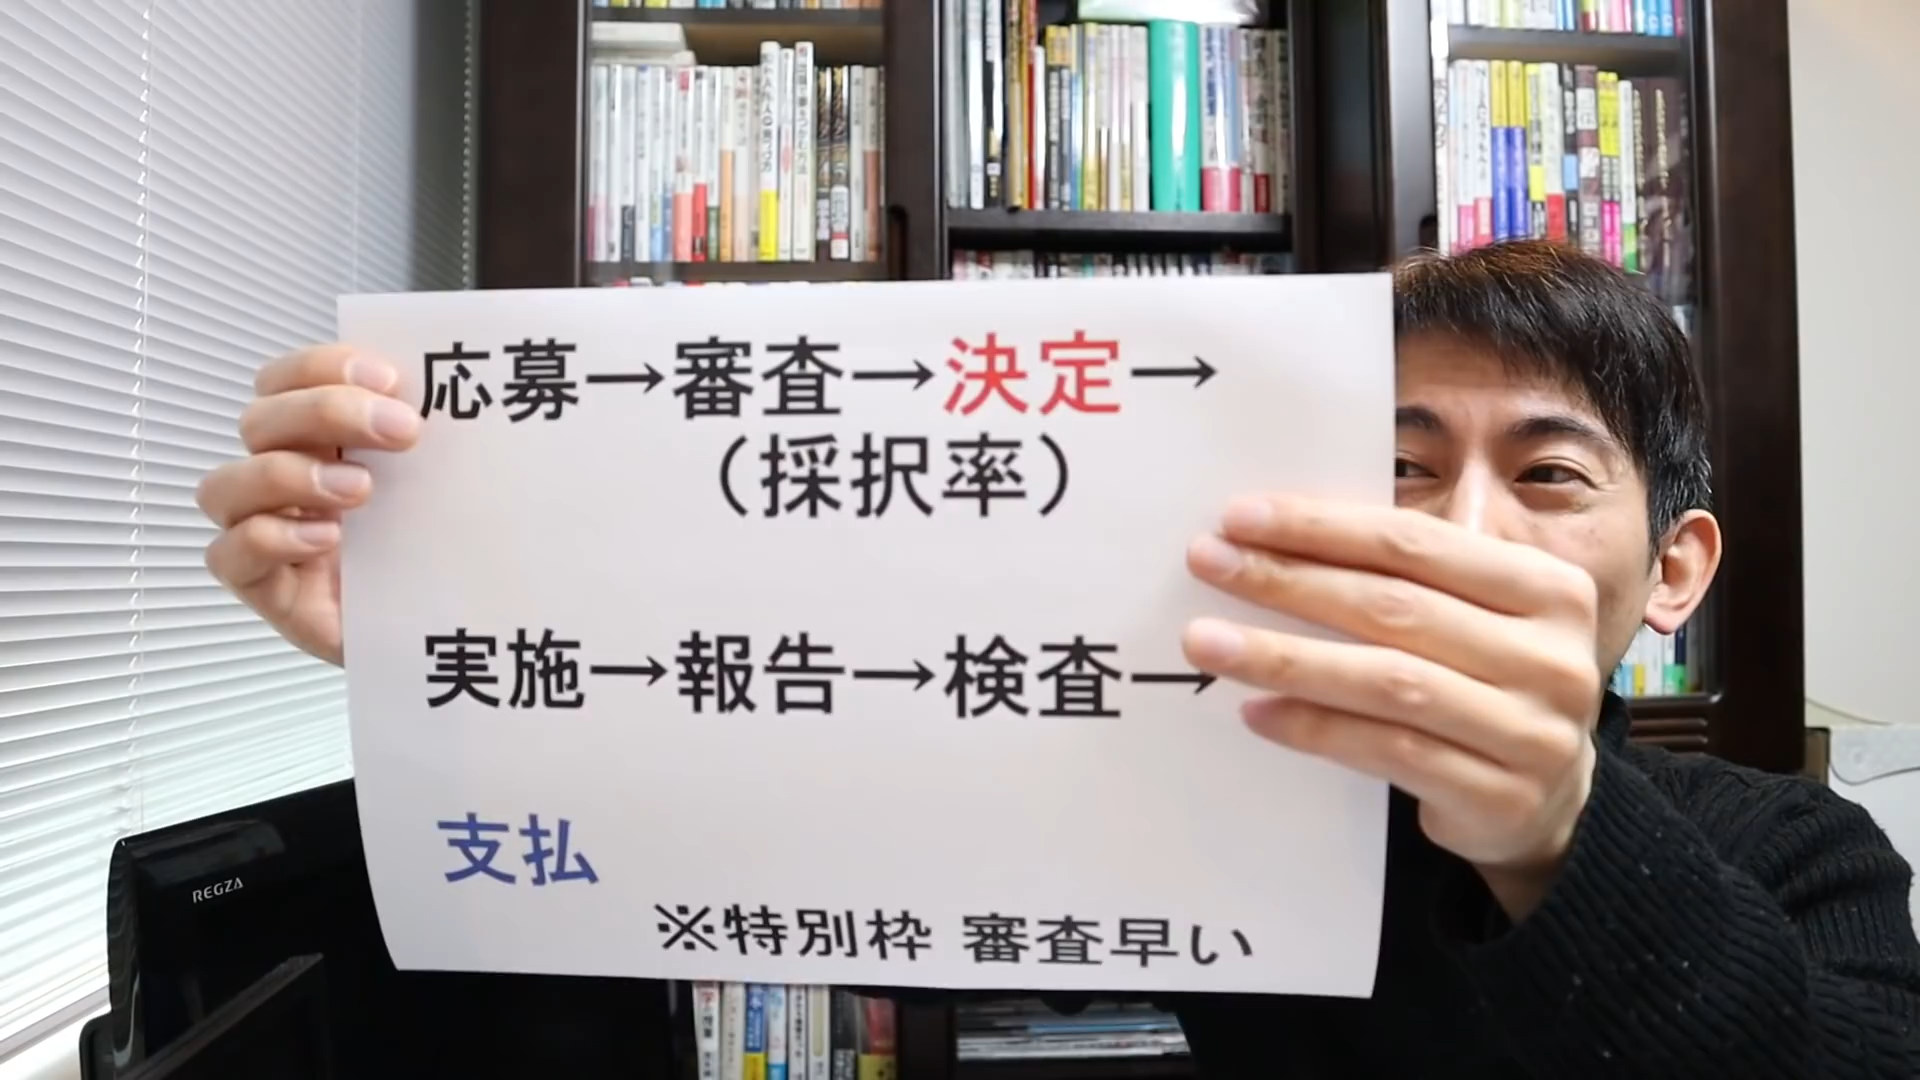 応募→審査→決定→
（採択率）
実施→報告→検査→
支払
※特別枠 審査早い
REGZA